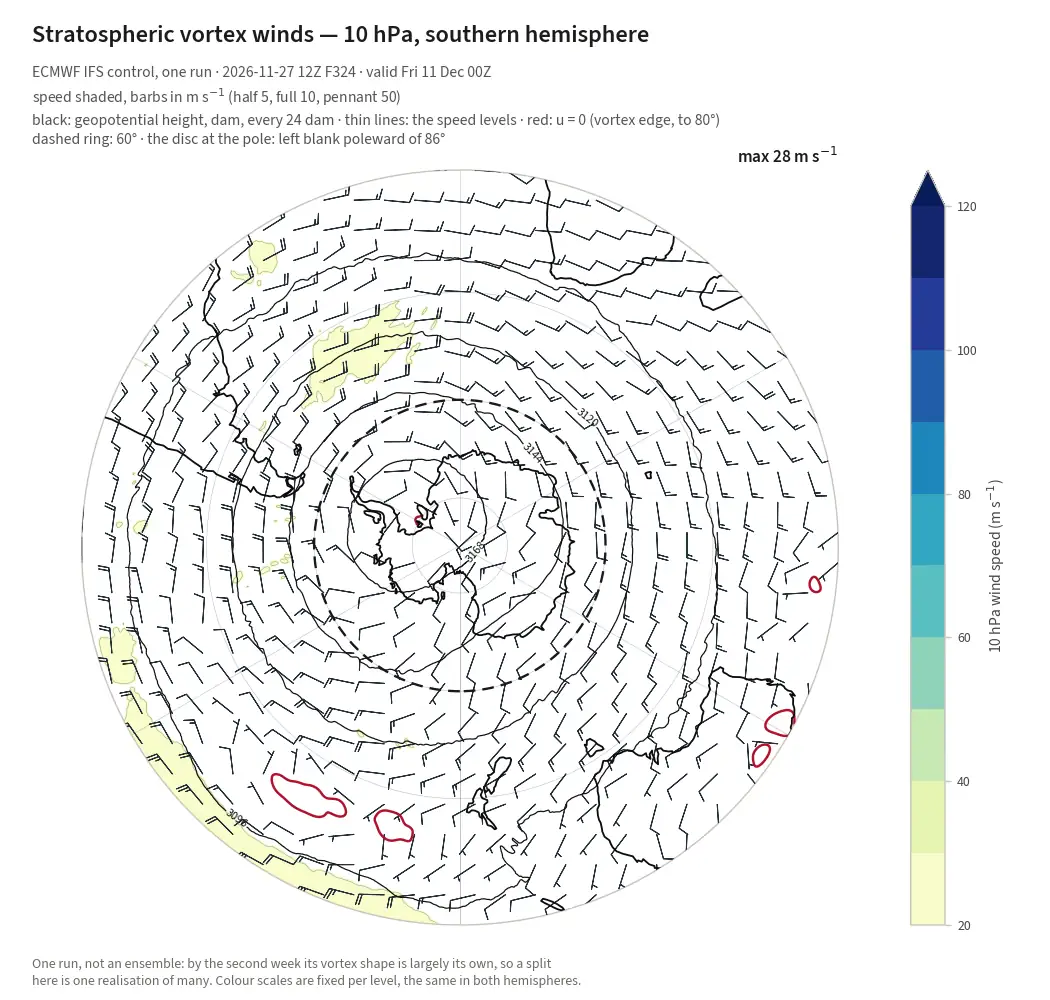 Stratospheric vortex winds — 10 hPa, southern hemisphere
ECMWF IFS control, one run · 2026-11-27 12Z F324 · valid Fri 11 Dec 00Z
speed shaded, barbs in m s⁻¹ (half 5, full 10, pennant 50)
black: geopotential height, dam, every 24 dam · thin lines: the speed levels · red: u = 0 (vortex edge, to 80°)
dashed ring: 60° · the disc at the pole: left blank poleward of 86°
max 28 m s⁻¹
120
100
80
60
40
20
10 hPa wind speed (m s⁻¹)
3120
3144
3168
3096
One run, not an ensemble: by the second week its vortex shape is largely its own, so a split
here is one realisation of many. Colour scales are fixed per level, the same in both hemispheres.